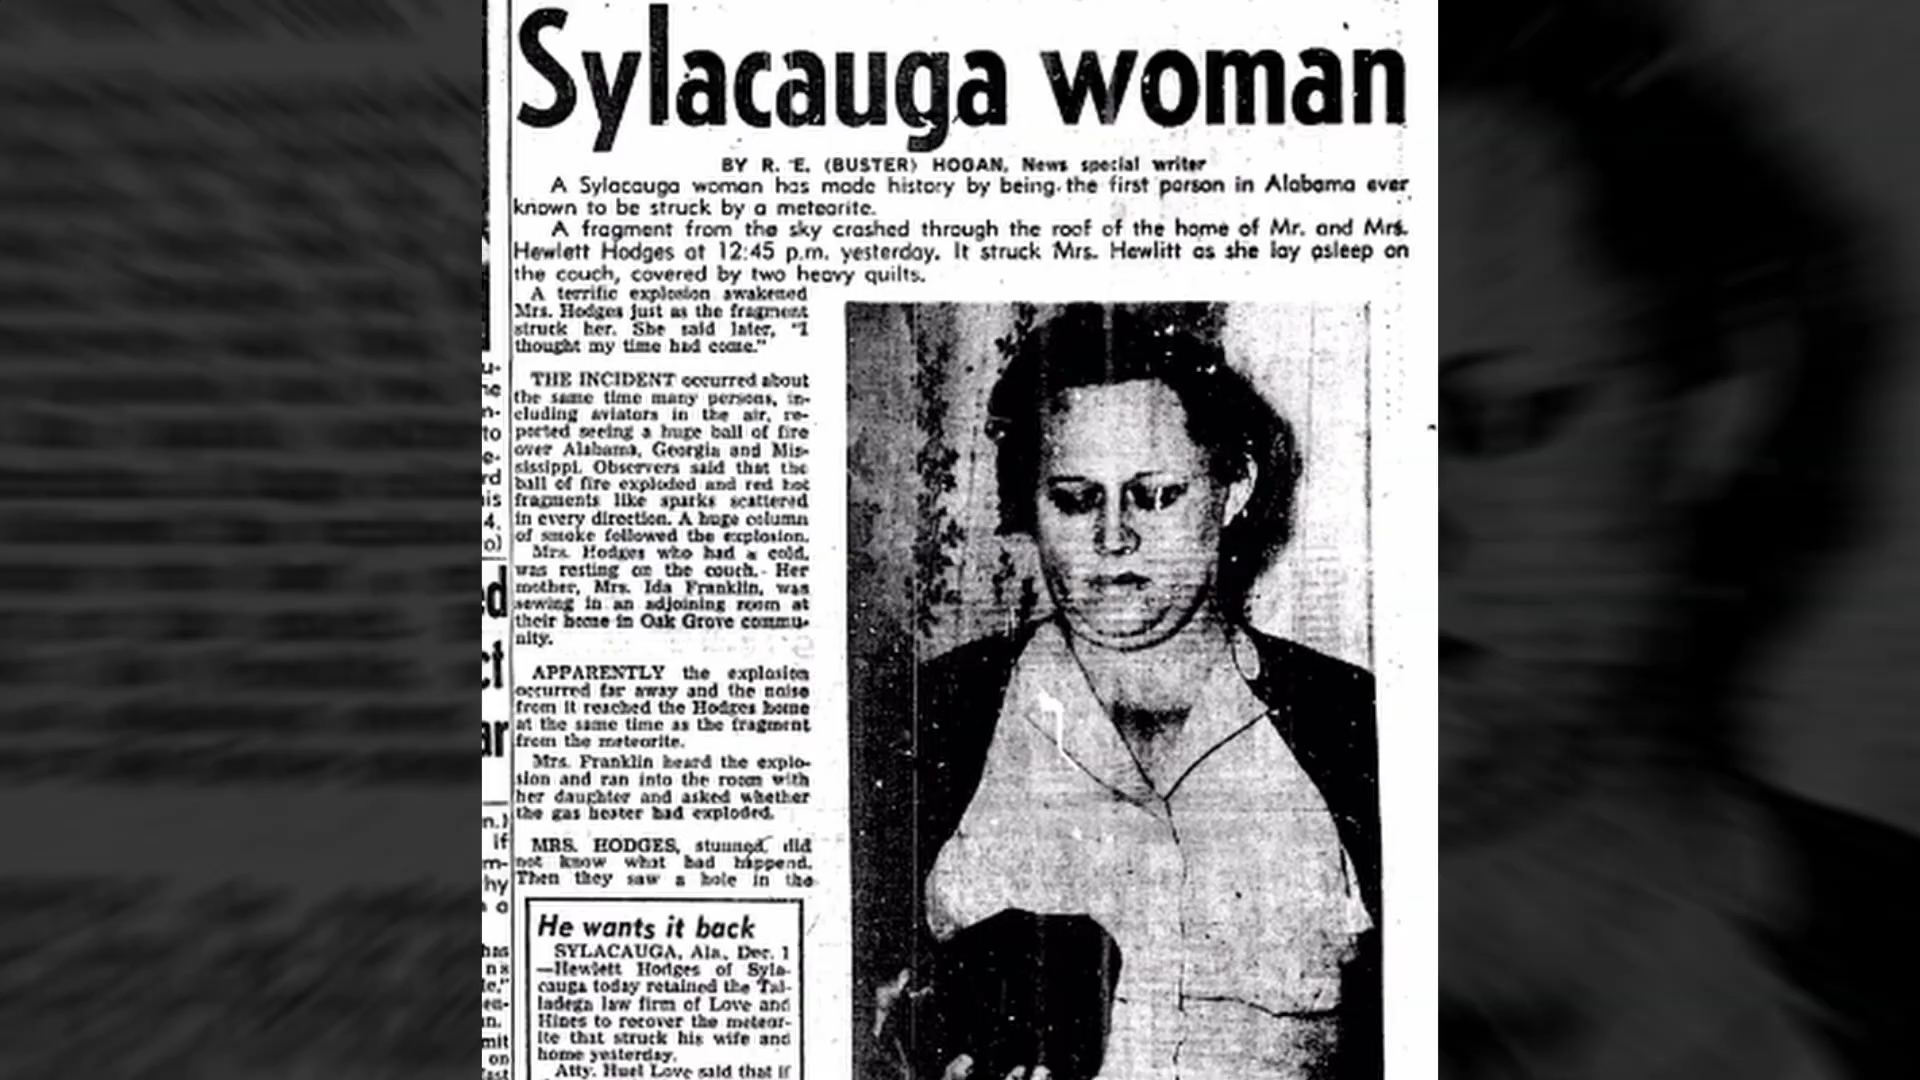 Sylacauga woman
BY R. E. (BUSTER) HOGAN, News special writer
A Sylacauga woman has made history by being the first person in Alabama ever
known to be struck by a meteorite.
A fragment from the sky crashed through the roof of the home of Mr. and Mrs.
Hewlett Hodges at 12:45 p.m. yesterday. It struck Mrs. Hewlitt as she lay asleep on
the couch, covered by two heavy quilts.
A terrific explosion awakened
Mrs. Hodges just as the fragment
struck her. She said later, "I
thought my time had come."
THE INCIDENT occurred about
the same time many persons, in-
cluding aviators in the air, re-
ported seeing a huge ball of fire
over Alabama, Georgia and Mis-
sissippi. Observers said that the
ball of fire exploded and red hot
fragments like sparks scattered
in every direction. A huge column
of smoke followed the explosion.
Mrs. Hodges who had a cold,
was resting on the couch. Her
mother, Mrs. Ida Franklin, was
sewing in an adjoining room at
their home in Oak Grove commu-
nity.
APPARENTLY the explosion
occurred far away and the noise
from it reached the Hodges home
at the same time as the fragment
from the meteorite.
Mrs. Franklin heard the explo-
sion and ran into the room with
her daughter and asked whether
the gas heater had exploded.
MRS. HODGES, stunned, did
not know what had happend.
Then they saw a hole in the
He wants it back
SYLACAUGA, Ala., Dec. 1
—Hewlett Hodges of Syla-
cauga today retained the Tal-
ladega law firm of Love and
Hines to recover the meteor-
ite that struck his wife and
home yesterday.
Atty. Huel Love said that if